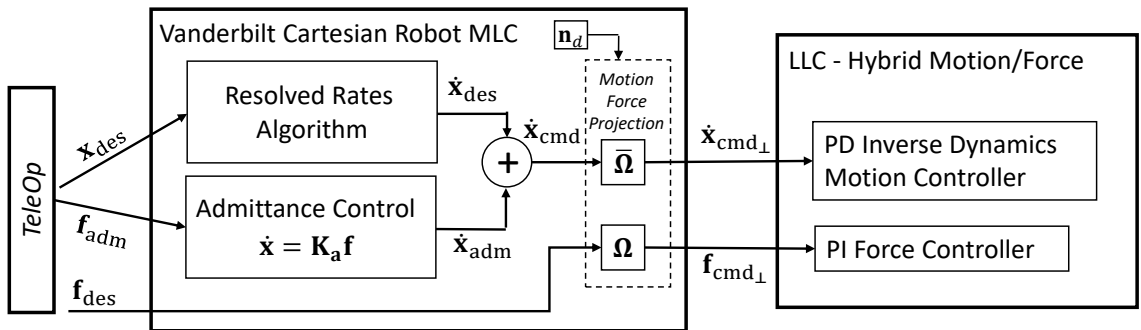 Vanderbilt Cartesian Robot MLC
n_d
LLC - Hybrid Motion/Force
TeleOp
x_des
f_adm
f_des
Resolved Rates
Algorithm
ẋ_des
Admittance Control
ẋ = K_a f
ẋ_adm
+
ẋ_cmd
Motion
Force
Projection
Ω̅
Ω
ẋ_cmd⊥
f_cmd⊥
PD Inverse Dynamics
Motion Controller
PI Force Controller